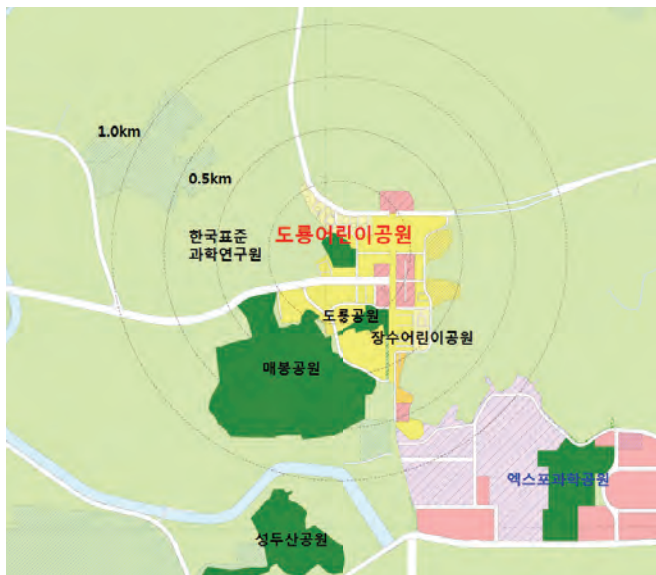 1.0km
0.5km
한국표준
과학연구원
도룡어린이공원
도룡공원
장수어린이공원
매봉공원
엑스포과학공원
성두산공원